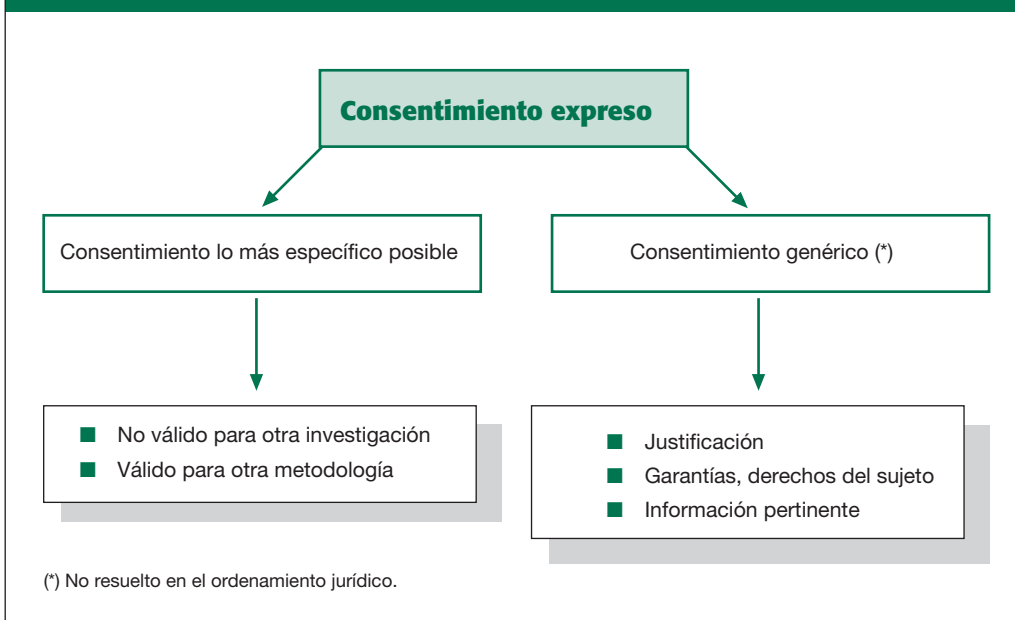 Consentimiento expreso
Consentimiento lo más específico posible
Consentimiento genérico (*)
■ No válido para otra investigación
■ Válido para otra metodología
■ Justificación
■ Garantías, derechos del sujeto
■ Información pertinente
(*) No resuelto en el ordenamiento jurídico.